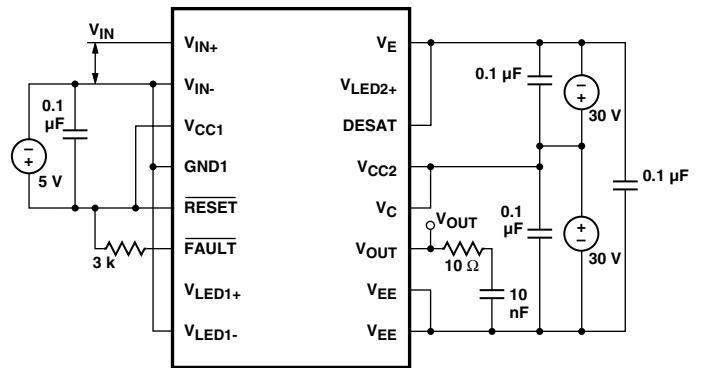 VIN
0.1
µF
5 V
3 k
VIN+
VIN-
VCC1
GND1
RESET
FAULT
VLED1+
VLED1-
VE
VLED2+
DESAT
VCC2
VC
VOUT
VEE
VEE
VOUT
10 Ω
10
nF
0.1 µF
30 V
0.1
µF
30 V
0.1 µF